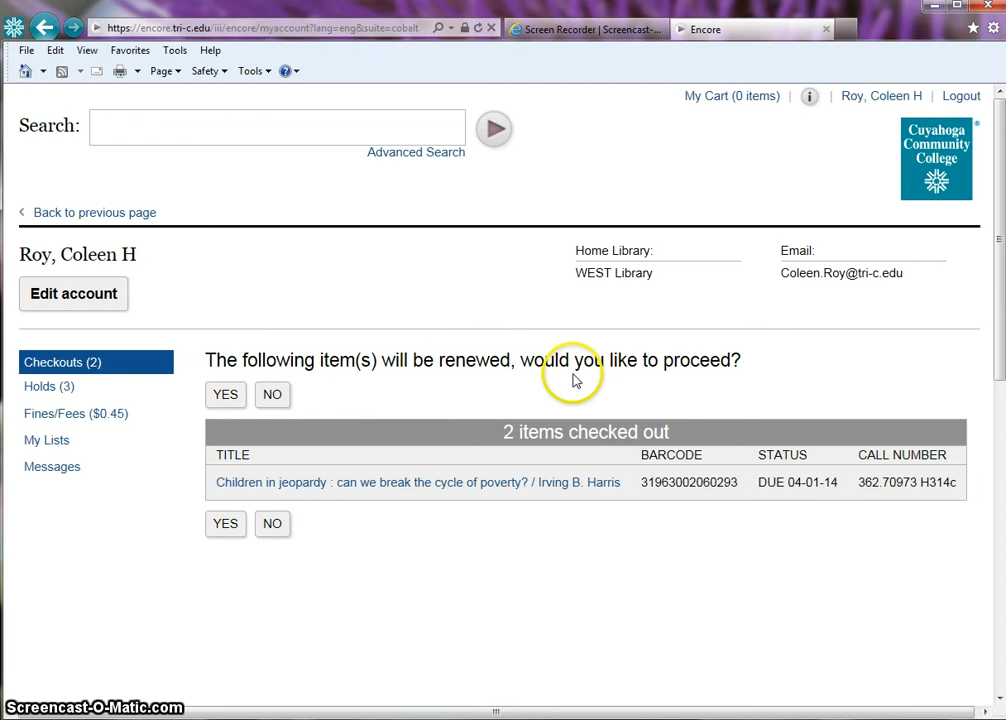 https://encore.tri-c.edu/iii/encore/myaccount?lang=eng&suite=cobalt
Screen Recorder | Screencast-...
Encore
File Edit View Favorites Tools Help
Page Safety Tools
My Cart (0 items) | i | Roy, Coleen H | Logout
Search:
Advanced Search
Cuyahoga
Community
College
®
Back to previous page
Roy, Coleen H
Home Library:
Email:
WEST Library
Coleen.Roy@tri-c.edu
Edit account
Checkouts (2)
Holds (3)
Fines/Fees ($0.45)
My Lists
Messages
The following item(s) will be renewed, would you like to proceed?
YES NO
2 items checked out
TITLE BARCODE STATUS CALL NUMBER
Children in jeopardy : can we break the cycle of poverty? / Irving B. Harris 31963002060293 DUE 04-01-14 362.70973 H314c
YES NO
Screencast-O-Matic.com